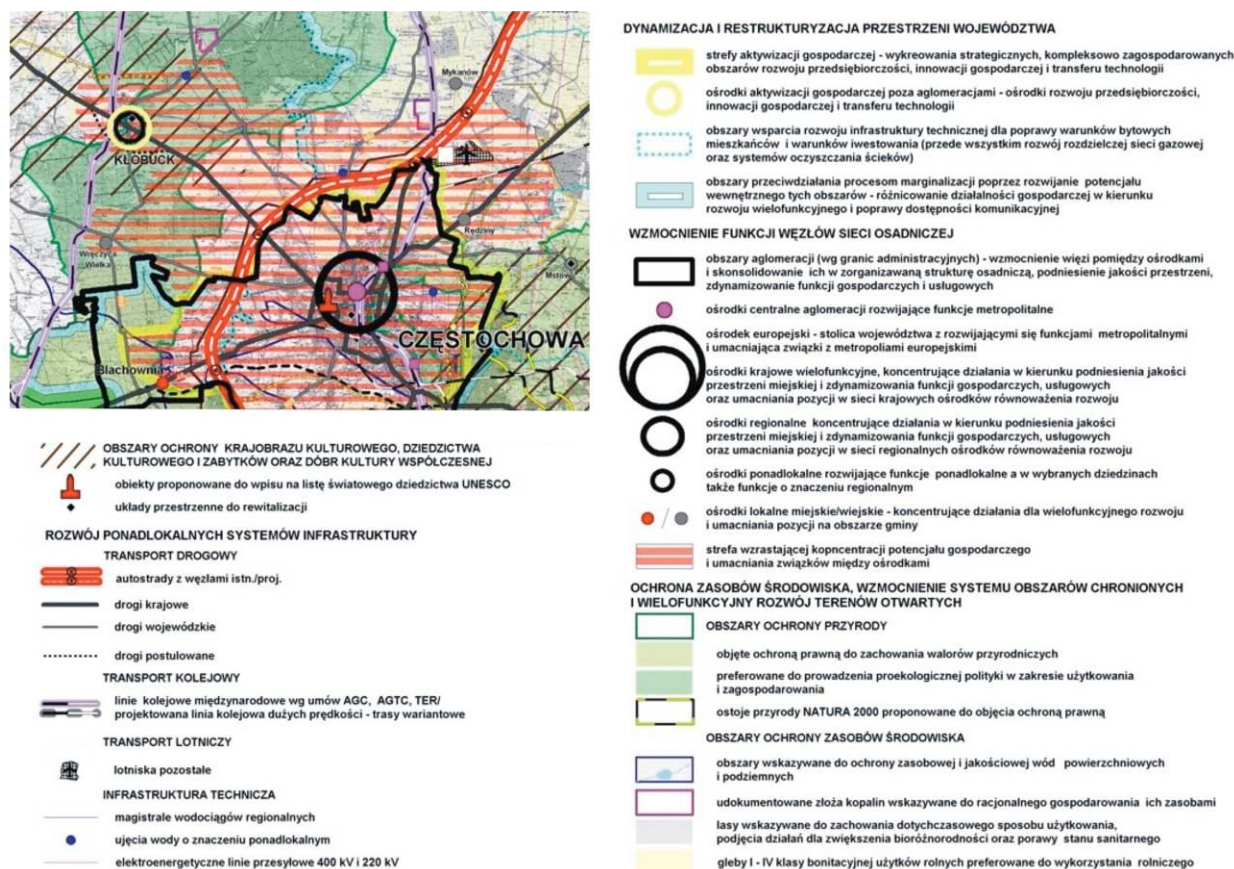 Mykanów
KŁOBUCK
Rędziny
Wręczyca
Wielka
Mstów
CZĘSTOCHOWA
Blachownia
OBSZARY OCHRONY KRAJOBRAZU KULTUROWEGO, DZIEDZICTWA
KULTUROWEGO I ZABYTKÓW ORAZ DÓBR KULTURY WSPÓŁCZESNEJ
obiekty proponowane do wpisu na listę światowego dziedzictwa UNESCO
układy przestrzenne do rewitalizacji
ROZWÓJ PONADLOKALNYCH SYSTEMÓW INFRASTRUKTURY
TRANSPORT DROGOWY
autostrady z węzłami istn./proj.
drogi krajowe
drogi wojewódzkie
drogi postulowane
TRANSPORT KOLEJOWY
linie kolejowe międzynarodowe wg umów AGC, AGTC, TER/
projektowana linia kolejowa dużych prędkości - trasy wariantowe
TRANSPORT LOTNICZY
lotniska pozostałe
INFRASTRUKTURA TECHNICZNA
magistrale wodociągów regionalnych
ujęcia wody o znaczeniu ponadlokalnym
elektroenergetyczne linie przesyłowe 400 kV i 220 kV
DYNAMIZACJA I RESTRUKTURYZACJA PRZESTRZENI WOJEWÓDZTWA
strefy aktywizacji gospodarczej - wykreowania strategicznych, kompleksowo zagospodarowanych
obszarów rozwoju przedsiębiorczości, innowacji gospodarczej i transferu technologii
ośrodki aktywizacji gospodarczej poza aglomeracjami - ośrodki rozwoju przedsiębiorczości,
innowacji gospodarczej i transferu technologii
obszary wsparcia rozwoju infrastruktury technicznej dla poprawy warunków bytowych
mieszkańców i warunków iwestowania (przede wszystkim rozwój rozdzielczej sieci gazowej
oraz systemów oczyszczania ścieków)
obszary przeciwdziałania procesom marginalizacji poprzez rozwijanie potencjału
wewnętrznego tych obszarów - różnicowanie działalności gospodarczej w kierunku
rozwoju wielofunkcyjnego i poprawy dostępności komunikacyjnej
WZMOCNIENIE FUNKCJI WĘZŁÓW SIECI OSADNICZEJ
obszary aglomeracji (wg granic administracyjnych) - wzmocnienie więzi pomiędzy ośrodkami
i skonsolidowanie ich w zorganizawaną strukturę osadniczą, podniesienie jakości przestrzeni,
zdynamizowanie funkcji gospodarczych i usługowych
ośrodki centralne aglomeracji rozwijające funkcje metropolitalne
ośrodek europejski - stolica województwa z rozwijającymi się funkcjami metropolitalnymi
i umacniająca związki z metropoliami europejskimi
ośrodki krajowe wielofunkcyjne, koncentrujące działania w kierunku podniesienia jakości
przestrzeni miejskiej i zdynamizowania funkcji gospodarczych, usługowych
oraz umacniania pozycji w sieci krajowych ośrodków równoważenia rozwoju
ośrodki regionalne koncentrujące działania w kierunku podniesienia jakości
przestrzeni miejskiej i zdynamizowania funkcji gospodarczych, usługowych
oraz umacniania pozycji w sieci regionalnych ośrodków równoważenia rozwoju
ośrodki ponadlokalne rozwijające funkcje ponadlokalne a w wybranych dziedzinach
także funkcje o znaczeniu regionalnym
ośrodki lokalne miejskie/wiejskie - koncentrujące działania dla wielofunkcyjnego rozwoju
i umacniania pozycji na obszarze gminy
strefa wzrastającej kopncentracji potencjału gospodarczego
i umacniania związków między ośrodkami
OCHRONA ZASOBÓW ŚRODOWISKA, WZMOCNIENIE SYSTEMU OBSZARÓW CHRONIONYCH
I WIELOFUNKCYJNY ROZWÓJ TERENÓW OTWARTYCH
OBSZARY OCHRONY PRZYRODY
objęte ochroną prawną do zachowania walorów przyrodniczych
preferowane do prowadzenia proekologicznej polityki w zakresie użytkowania
i zagospodarowania
ostoje przyrody NATURA 2000 proponowane do objęcia ochroną prawną
OBSZARY OCHRONY ZASOBÓW ŚRODOWISKA
obszary wskazywane do ochrony zasobowej i jakościowej wód powierzchniowych
i podziemnych
udokumentowane złoża kopalin wskazywane do racjonalnego gospodarowania ich zasobami
lasy wskazywane do zachowania dotychczasowego sposobu użytkowania,
podjęcia działań dla zwiększenia bioróżnorodności oraz porawy stanu sanitarnego
gleby I - IV klasy bonitacyjnej użytków rolnych preferowane do wykorzystania rolniczego